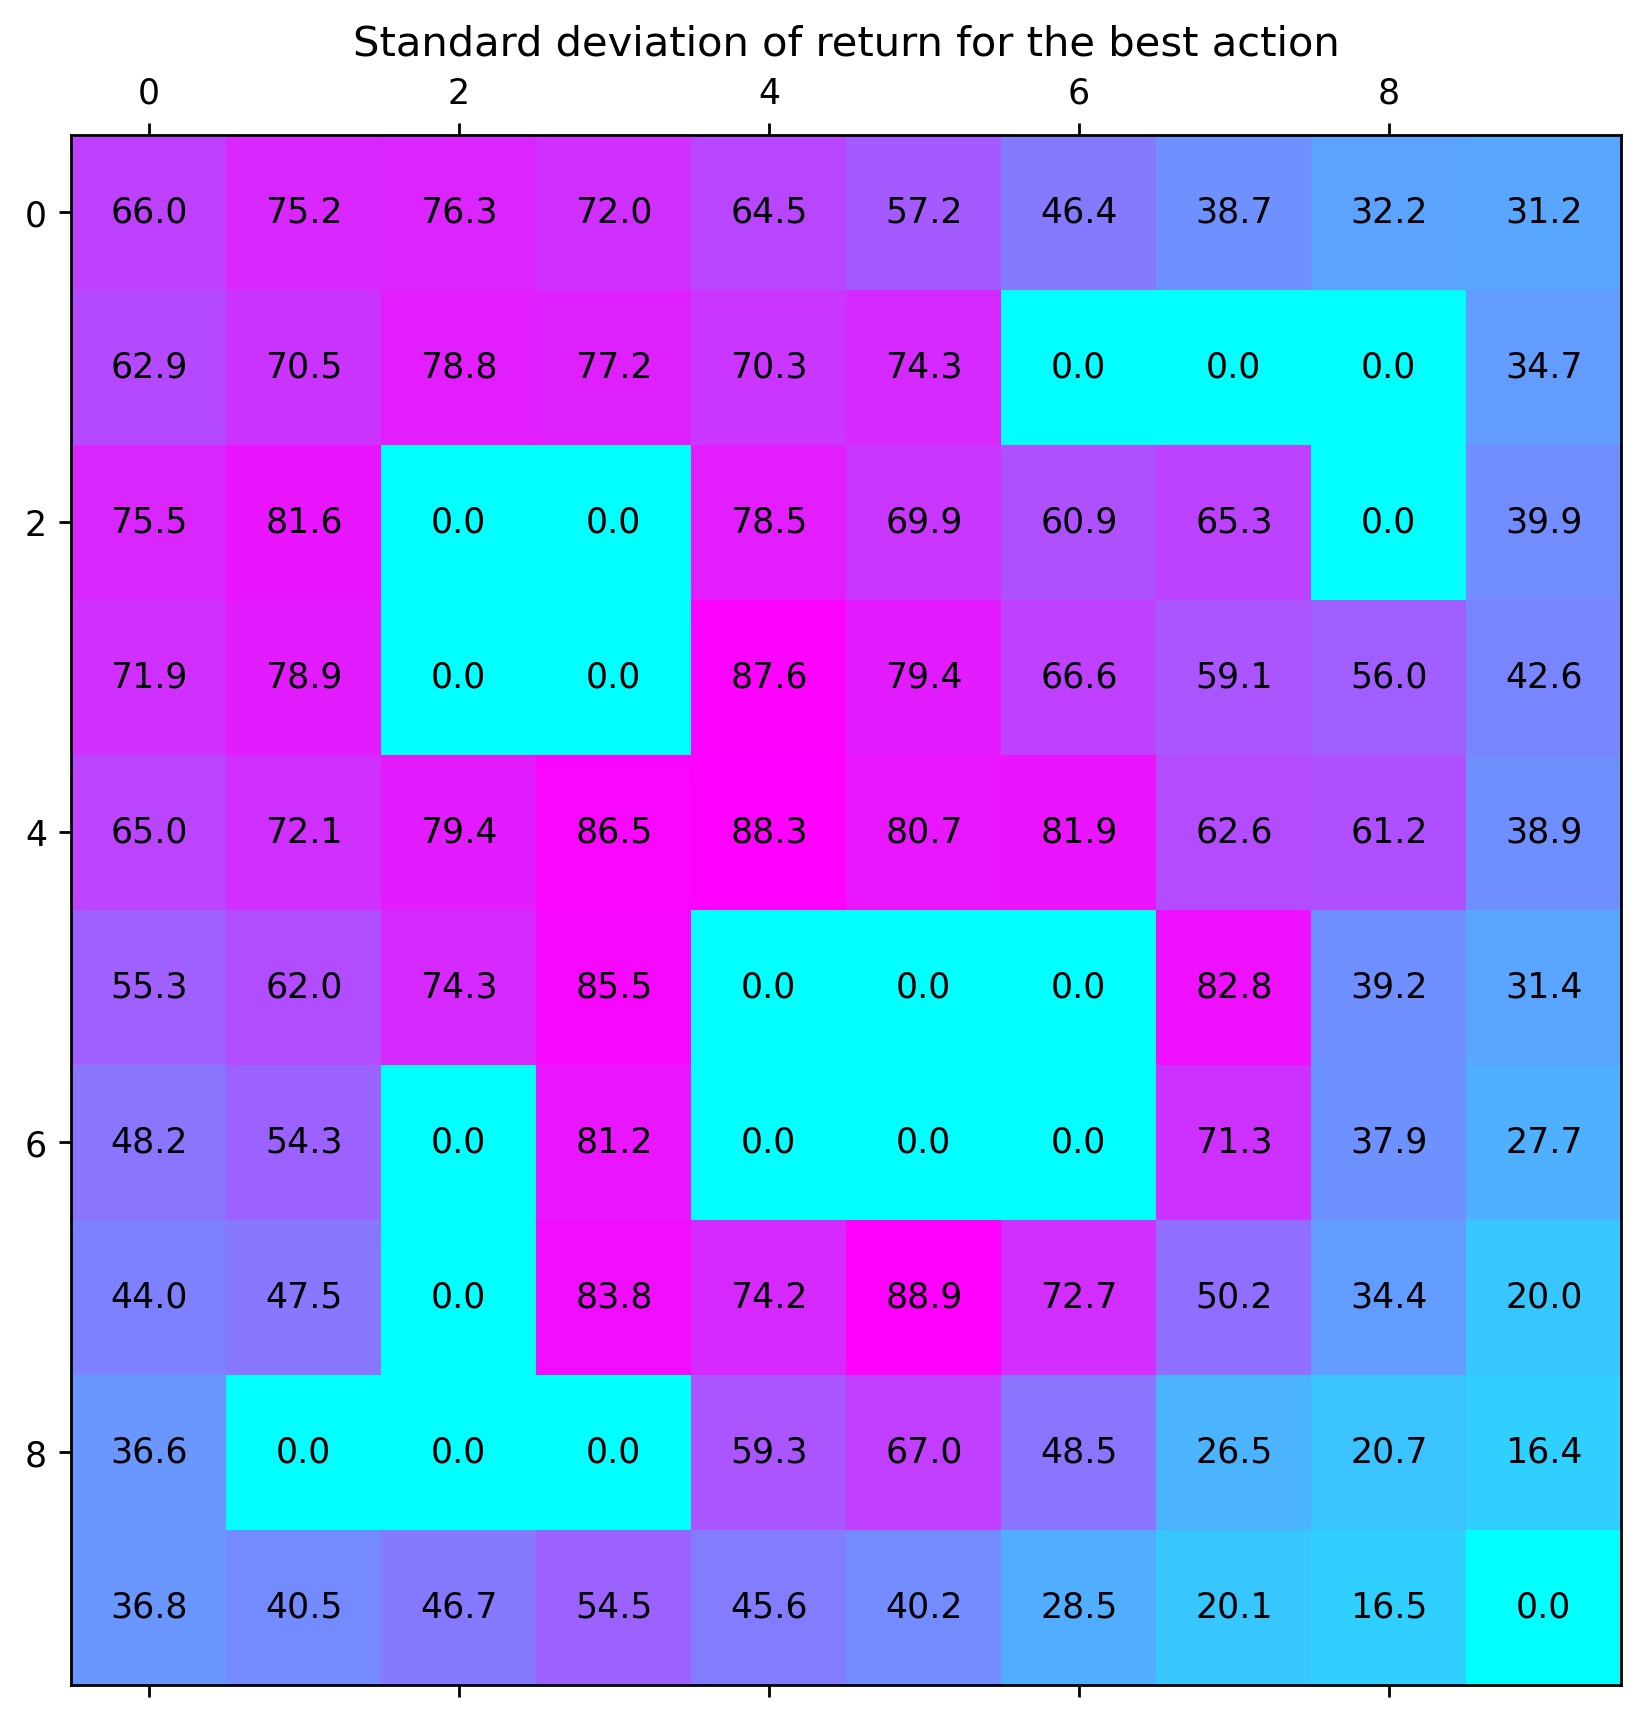 Standard deviation of return for the best action
0 2 4 6 8
0 66.0 75.2 76.3 72.0 64.5 57.2 46.4 38.7 32.2 31.2
62.9 70.5 78.8 77.2 70.3 74.3 0.0 0.0 0.0 34.7
2 75.5 81.6 0.0 0.0 78.5 69.9 60.9 65.3 0.0 39.9
71.9 78.9 0.0 0.0 87.6 79.4 66.6 59.1 56.0 42.6
4 65.0 72.1 79.4 86.5 88.3 80.7 81.9 62.6 61.2 38.9
55.3 62.0 74.3 85.5 0.0 0.0 0.0 82.8 39.2 31.4
6 48.2 54.3 0.0 81.2 0.0 0.0 0.0 71.3 37.9 27.7
44.0 47.5 0.0 83.8 74.2 88.9 72.7 50.2 34.4 20.0
8 36.6 0.0 0.0 0.0 59.3 67.0 48.5 26.5 20.7 16.4
36.8 40.5 46.7 54.5 45.6 40.2 28.5 20.1 16.5 0.0